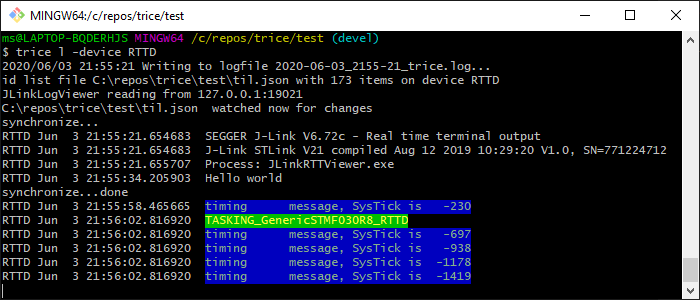 MINGW64:/c/repos/trice/test
ms@LAPTOP-BQDERHJS MINGW64 /c/repos/trice/test (devel)
$ trice l -device RTTD
2020/06/03 21:55:21 Writing to logfile 2020-06-03_2155-21_trice.log...
id list file C:\repos\trice\test\til.json with 173 items on device RTTD
JLinkLogViewer reading from 127.0.0.1:19021
C:\repos\trice\test\til.json  watched now for changes
synchronize...
RTTD Jun  3 21:55:21.654683  SEGGER J-Link V6.72c - Real time terminal output
RTTD Jun  3 21:55:21.654683  J-Link STLink V21 compiled Aug 12 2019 10:29:20 V1.0, SN=771224712
RTTD Jun  3 21:55:21.655707  Process: JLinkRTTViewer.exe
RTTD Jun  3 21:55:34.205903  Hello world
synchronize...done
RTTD Jun  3 21:55:58.465665  timing      message, SysTick is   -230
RTTD Jun  3 21:56:02.816920  TASKING_GenericSTMF030R8_RTTD
RTTD Jun  3 21:56:02.816920  timing      message, SysTick is   -697
RTTD Jun  3 21:56:02.816920  timing      message, SysTick is   -938
RTTD Jun  3 21:56:02.816920  timing      message, SysTick is  -1178
RTTD Jun  3 21:56:02.816920  timing      message, SysTick is  -1419